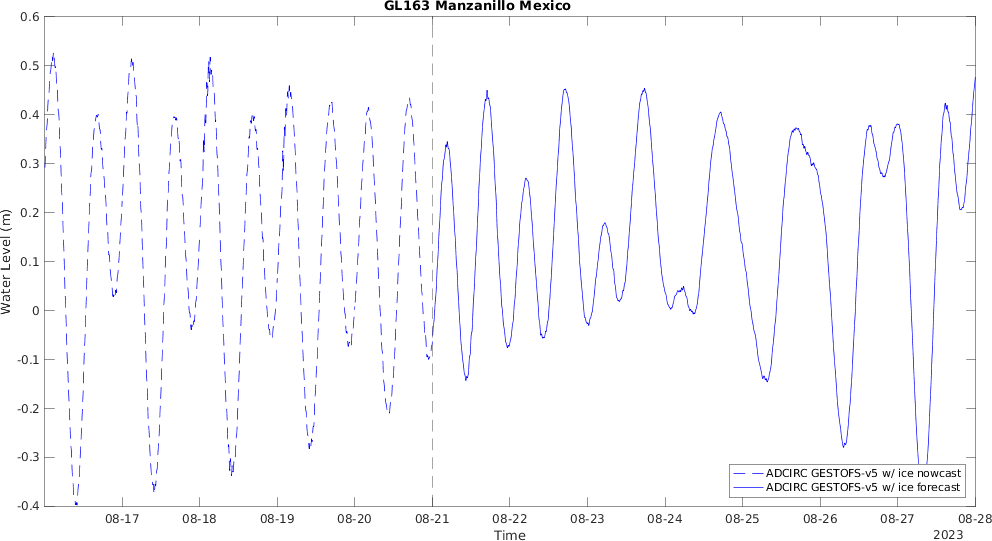 GL163 Manzanillo Mexico
0.6
0.5
0.4
0.3
0.2
0.1
0
-0.1
-0.2
-0.3
-0.4
Water Level (m)
ADCIRC GESTOFS-v5 w/ ice nowcast
ADCIRC GESTOFS-v5 w/ ice forecast
08-17 08-18 08-19 08-20 08-21 08-22 08-23 08-24 08-25 08-26 08-27 08-28
Time
2023